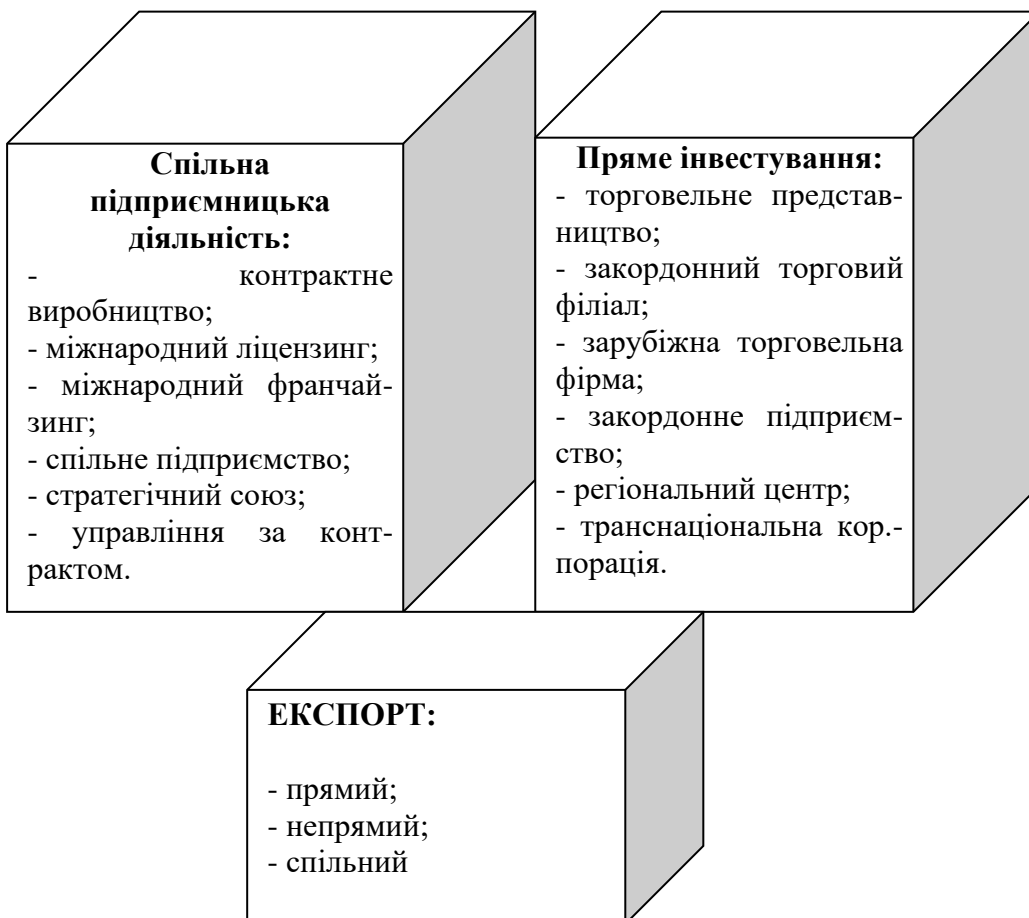 Спільна
підприємницька
діяльність:
- контрактне
виробництво;
- міжнародний ліцензинг;
- міжнародний франчай-
зинг;
- спільне підприємство;
- стратегічний союз;
- управління за конт-
рактом.
Пряме інвестування:
- торговельне представ-
ництво;
- закордонний торговий
філіал;
- зарубіжна торговельна
фірма;
- закордонне підприєм-
ство;
- регіональний центр;
- транснаціональна кор.-
порація.
ЕКСПОРТ:
- прямий;
- непрямий;
- спільний